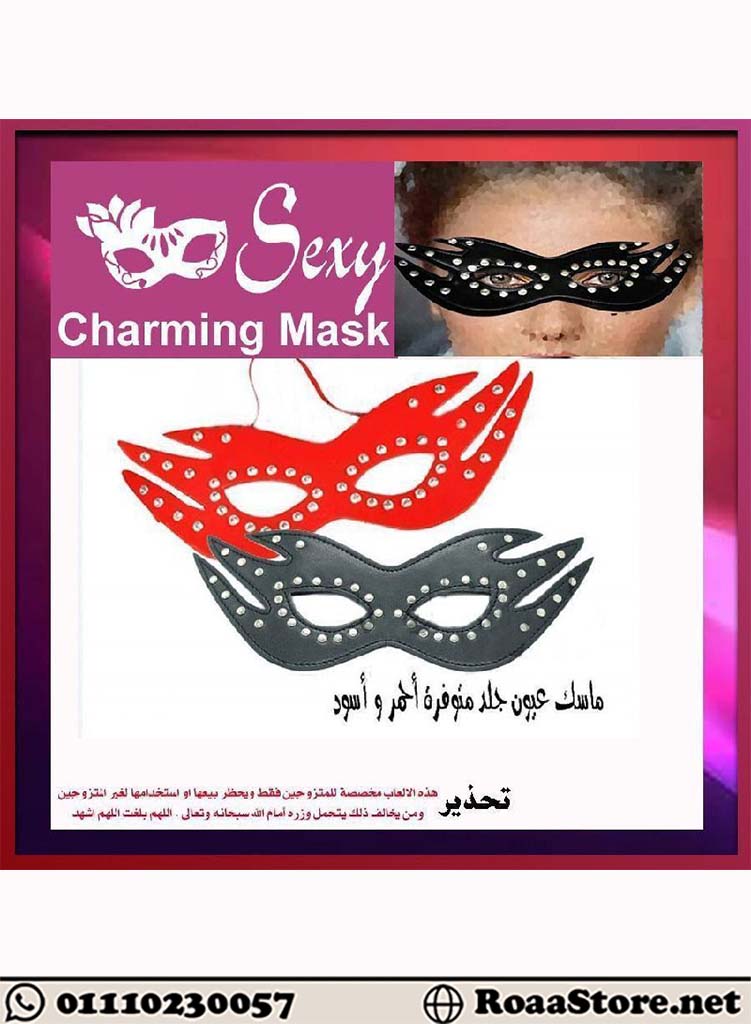 Sexy
Charming Mask
ماسك عيون جلد متوفرة أحمر و أسود
تحذير
هذه الالعاب مخصصة للمتزوجين فقط ويحظر بيعها او استخدامها لغير المتزوجين
ومن يخالف ذلك يتحمل وزره أمام الله سبحانه وتعالى . اللهم بلغت اللهم اشهد
01110230057
RoaaStore.net